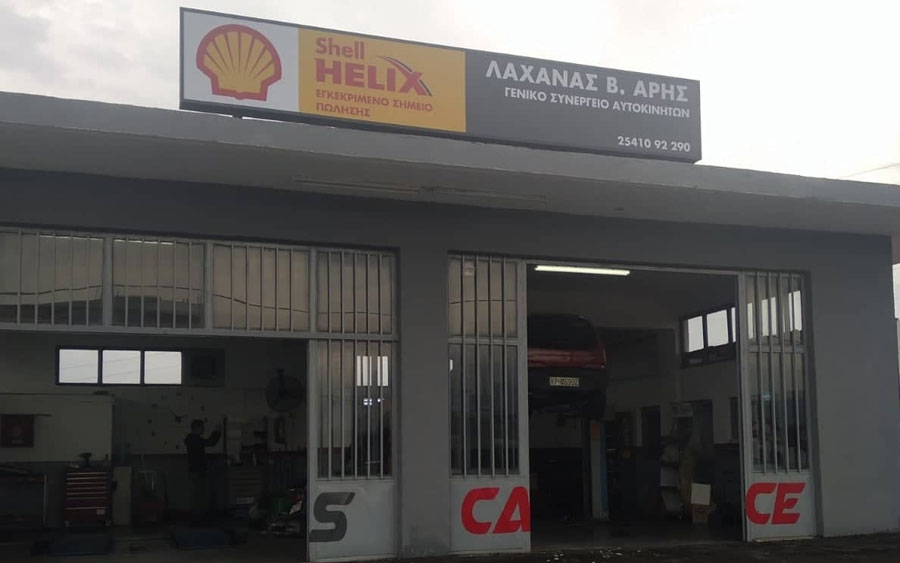 Shell
HELIX
ΕΓΚΕΚΡΙΜΕΝΟ ΣΗΜΕΙΟ
ΠΩΛΗΣΗΣ
ΛΑΧΑΝΑΣ Β. ΑΡΗΣ
ΓΕΝΙΚΟ ΣΥΝΕΡΓΕΙΟ ΑΥΤΟΚΙΝΗΤΩΝ
25410 92 290
S CA CE